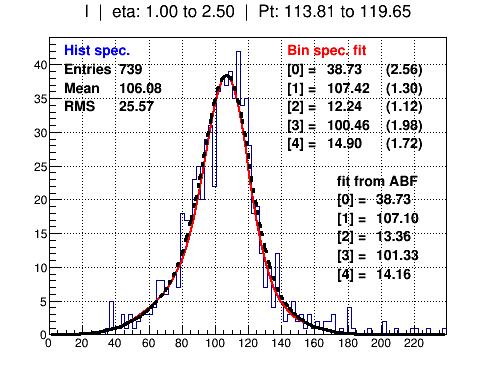 I | eta: 1.00 to 2.50 | Pt: 113.81 to 119.65
Hist spec.
Entries 739
Mean 106.08
RMS 25.57
Bin spec. fit
[0] = 38.73 (2.56)
[1] = 107.42 (1.30)
[2] = 12.24 (1.12)
[3] = 100.46 (1.98)
[4] = 14.90 (1.72)
fit from ABF
[0] = 38.73
[1] = 107.10
[2] = 13.36
[3] = 101.33
[4] = 14.16
40
35
30
25
20
15
10
5
0
0 20 40 60 80 100 120 140 160 180 200 220